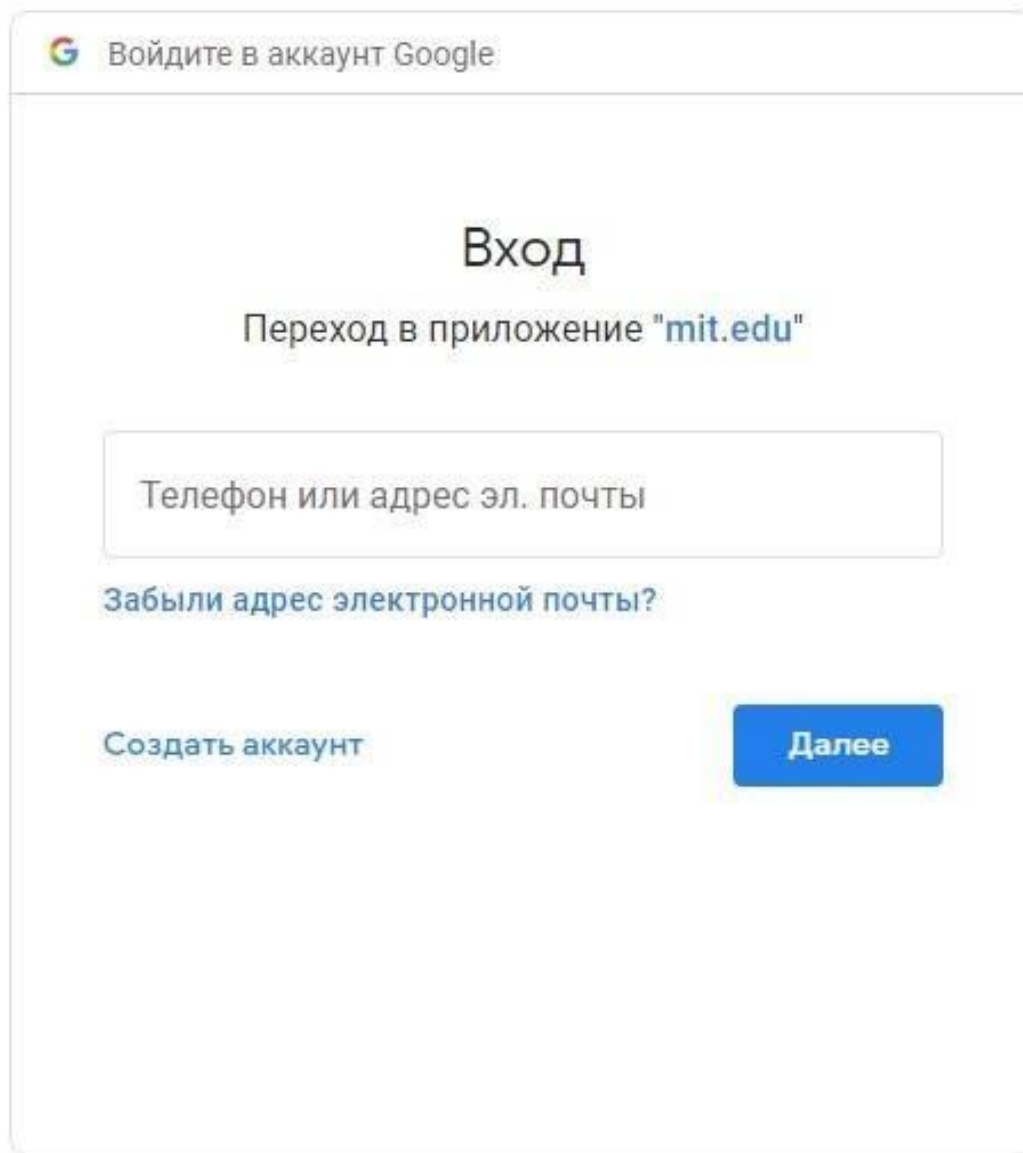 Войдите в аккаунт Google
Вход
Переход в приложение "mit.edu"
Телефон или адрес эл. почты
Забыли адрес электронной почты?
Создать аккаунт
Далее